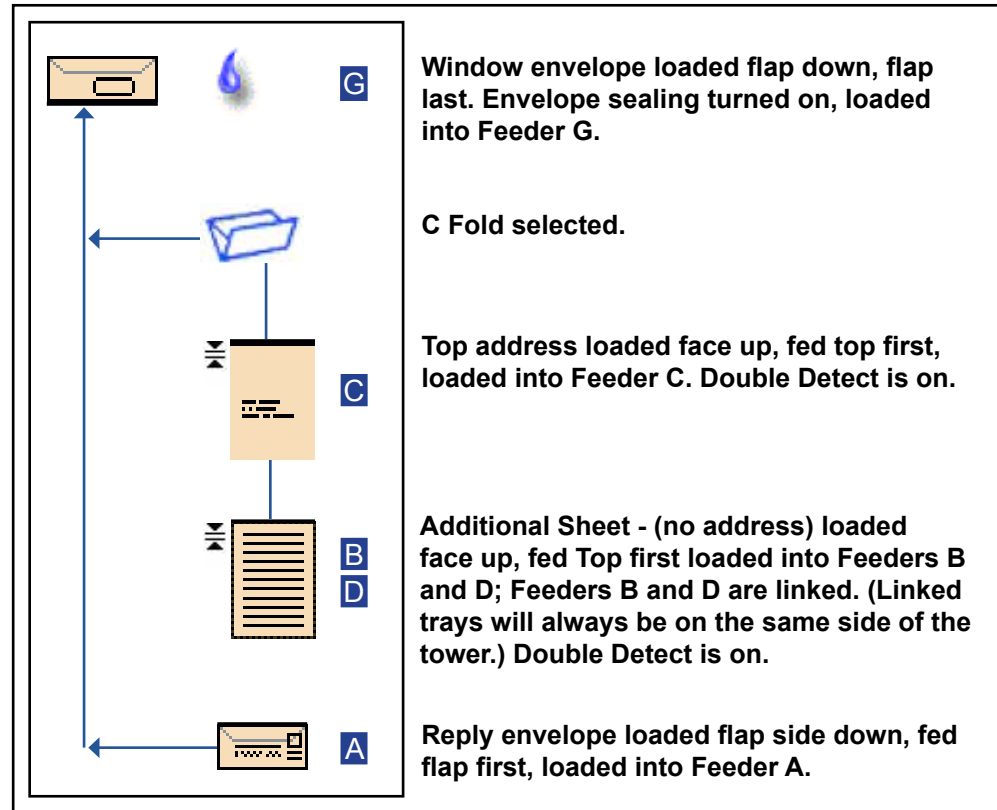 G
Window envelope loaded flap down, flap
last. Envelope sealing turned on, loaded
into Feeder G.
C Fold selected.
C
Top address loaded face up, fed top first,
loaded into Feeder C. Double Detect is on.
B
D
Additional Sheet - (no address) loaded
face up, fed Top first loaded into Feeders B
and D; Feeders B and D are linked. (Linked
trays will always be on the same side of the
tower.) Double Detect is on.
A
Reply envelope loaded flap side down, fed
flap first, loaded into Feeder A.